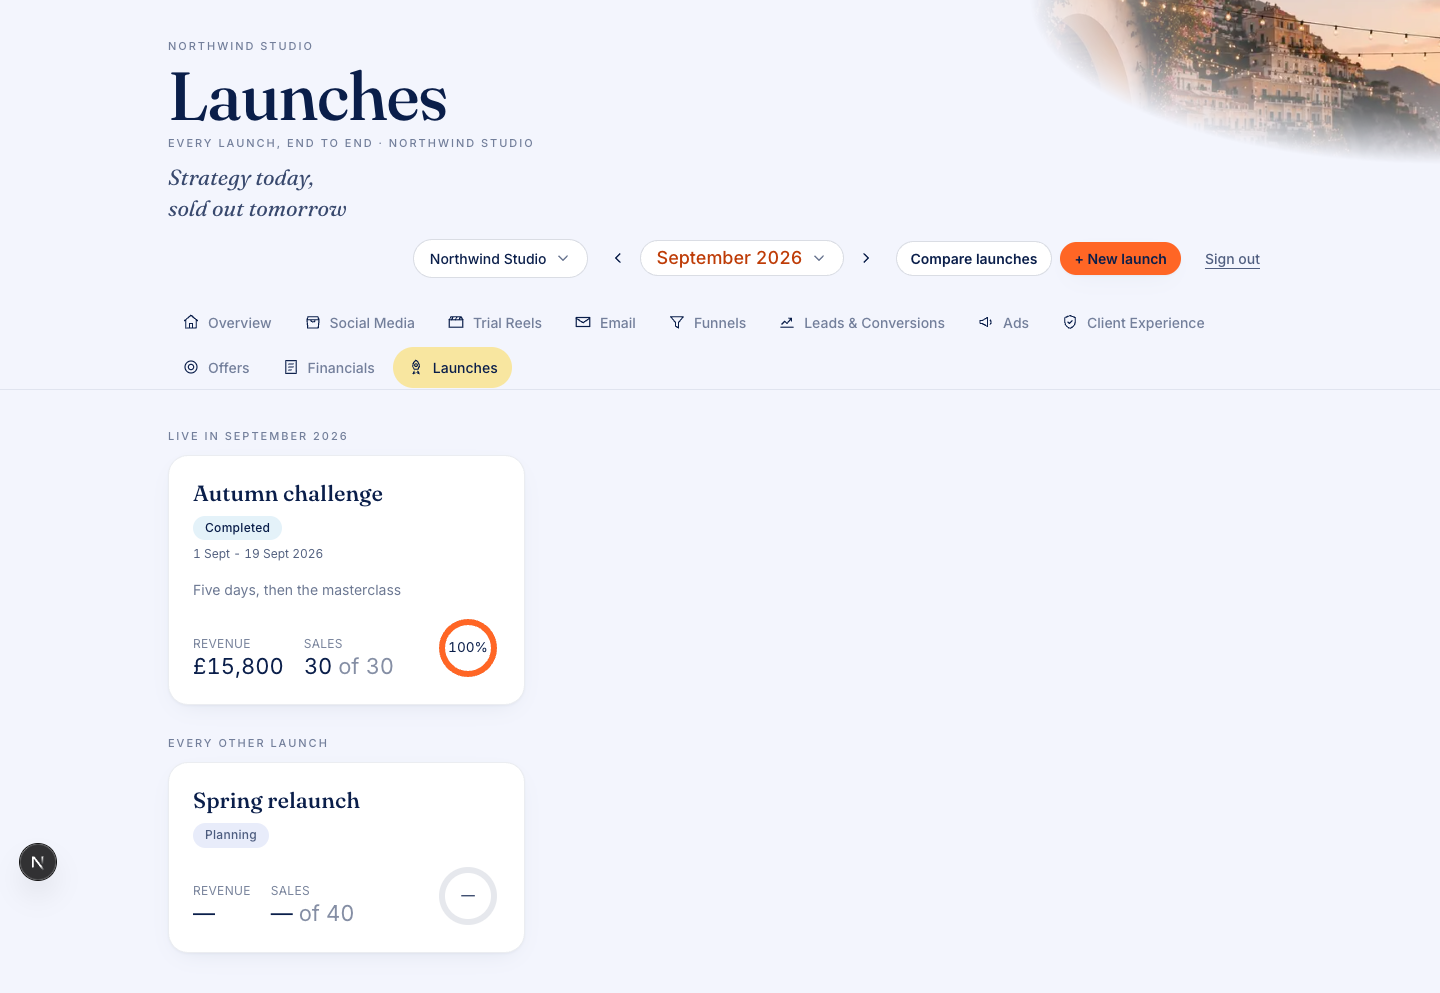 NORTHWIND STUDIO
Launches
EVERY LAUNCH, END TO END · NORTHWIND STUDIO
Strategy today,
sold out tomorrow
Northwind Studio
September 2026
Compare launches
+ New launch
Sign out
Overview
Social Media
Trial Reels
Email
Funnels
Leads & Conversions
Ads
Client Experience
Offers
Financials
Launches
LIVE IN SEPTEMBER 2026
Autumn challenge
Completed
1 Sept - 19 Sept 2026
Five days, then the masterclass
REVENUE
£15,800
SALES
30 of 30
100%
EVERY OTHER LAUNCH
Spring relaunch
Planning
REVENUE
—
SALES
— of 40
—
N